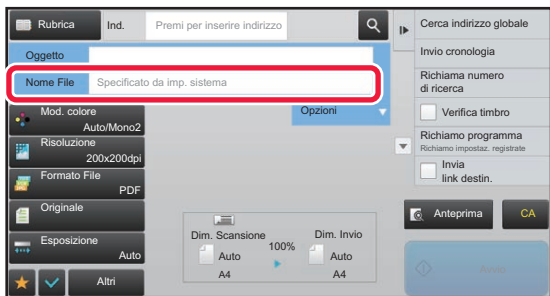 Rubrica
Ind.
Premi per inserire indirizzo
Oggetto
Nome File
Specificato da imp. sistema
Opzioni
Mod. colore
Auto/Mono2
Risoluzione
200x200dpi
Formato File
PDF
Originale
Esposizione
Auto
Altri
Dim. Scansione
Auto
A4
100%
Dim. Invio
Auto
A4
Cerca indirizzo globale
Invio cronologia
Richiama numero
di ricerca
Verifica timbro
Richiamo programma
Richiamo impostaz. registrate
Invia
link destin.
Anteprima
CA
Avvio